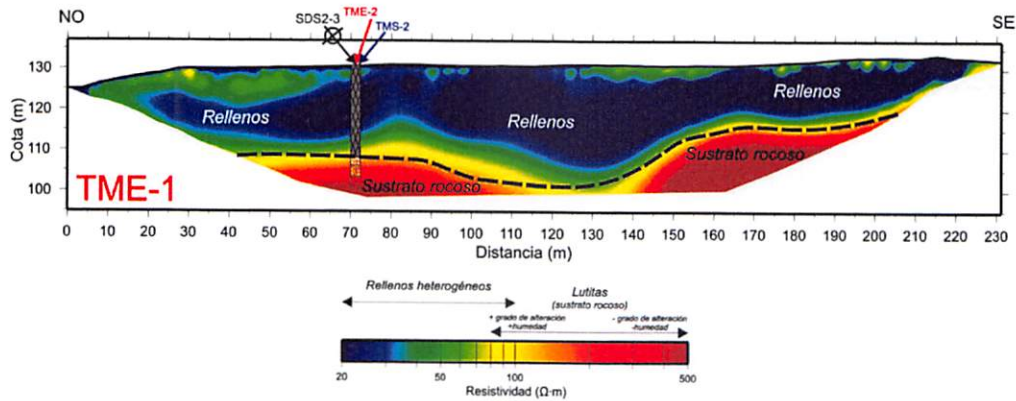 NO
SE
SDS2-3
TME-2
TMS-2
Cota (m)
130
120
110
100
Rellenos
Rellenos
Rellenos
Sustrato rocoso
Sustrato rocoso
TME-1
0 10 20 30 40 50 60 70 80 90 100 110 120 130 140 150 160 170 180 190 200 210 220 230
Distancia (m)
Rellenos heterogéneos
Lutitas
(sustrato rocoso)
+ grado de alteración
+humedad
- grado de alteración
-humedad
20 50 100 500
Resistividad (Ω·m)